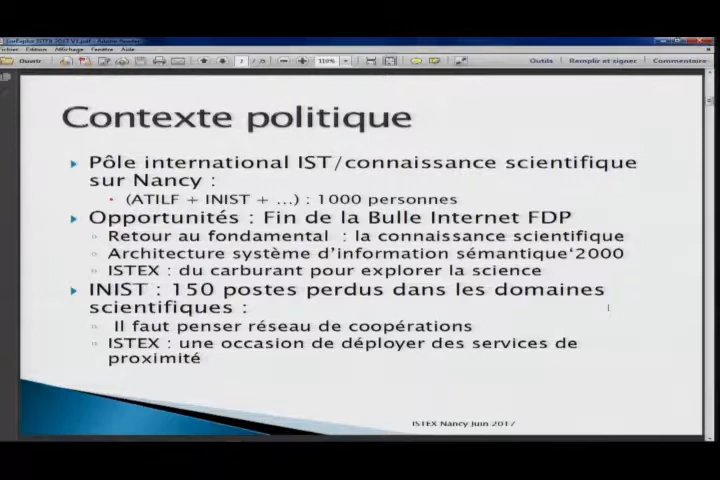 Fichier Edition Affichage Fenêtre Aide
Ouvrir
110%
Outils Remplir et signer Commentaire
Contexte politique
Pôle international IST/connaissance scientifique
sur Nancy :
(ATILF + INIST + ...) : 1000 personnes
Opportunités : Fin de la Bulle Internet FDP
Retour au fondamental : la connaissance scientifique
Architecture système d'information sémantique‘2000
ISTEX : du carburant pour explorer la science
INIST : 150 postes perdus dans les domaines
scientifiques :
Il faut penser réseau de coopérations
ISTEX : une occasion de déployer des services de
proximité
ISTEX Nancy Juin 2017